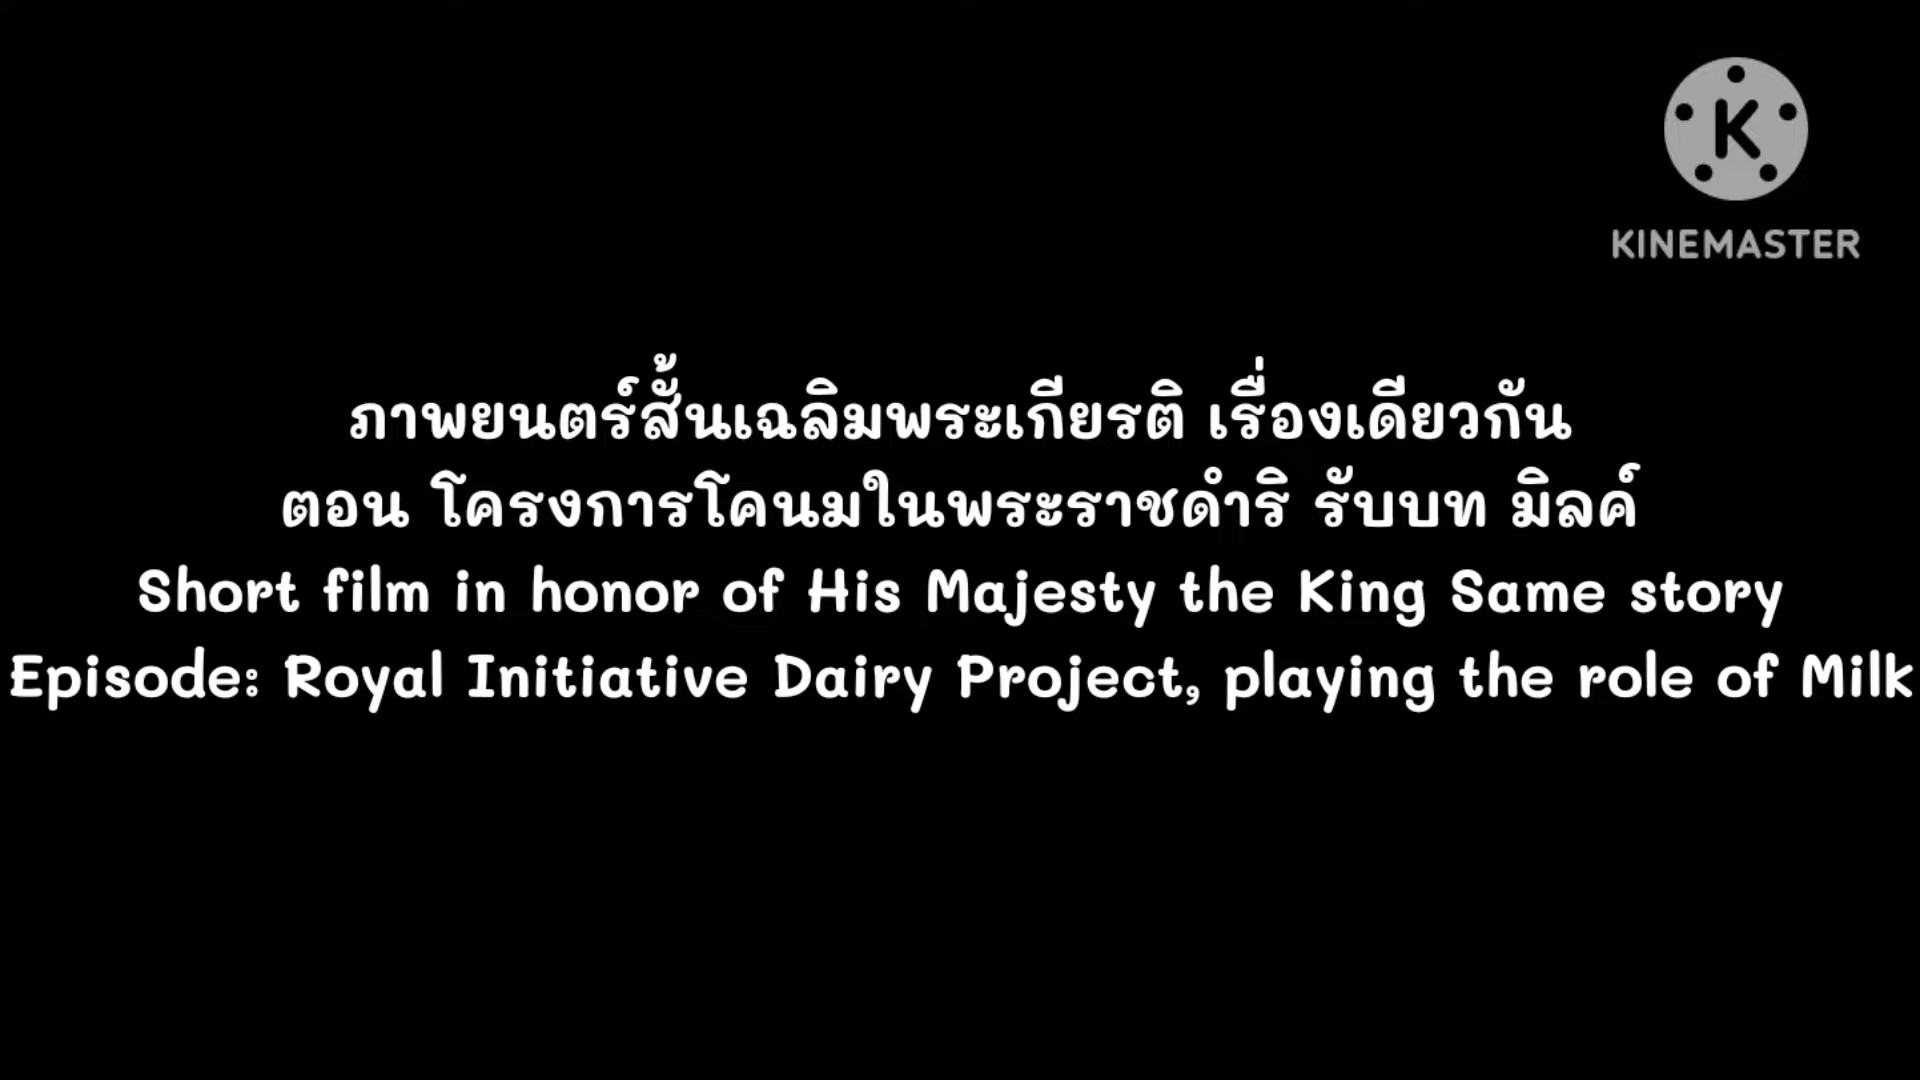 K
KINEMASTER
ภาพยนตร์สั้นเฉลิมพระเกียรติ เรื่องเดียวกัน
ตอน โครงการโคนมในพระราชดำริ รับบท มิลค์
Short film in honor of His Majesty the King Same story
Episode: Royal Initiative Dairy Project, playing the role of Milk